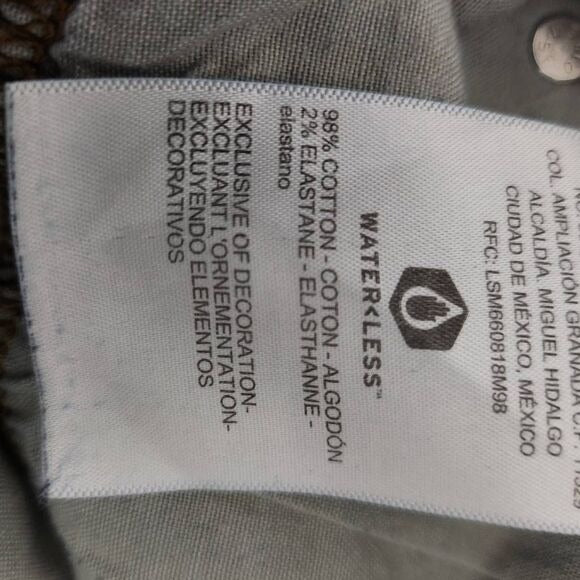 COL. AMPLIACIÓN GRANADA C.P. 11529
ALCALDÍA. MIGUEL HIDALGO
CIUDAD DE MÉXICO, MÉXICO
RFC: LSM660818M98
WATER<LESS™
98% COTTON - COTON - ALGODÓN
2% ELASTANE - ELASTHANNE -
elastano
EXCLUSIVE OF DECORATION-
EXCLUANT L'ORNEMENTATION-
EXCLUYENDO ELEMENTOS
DECORATIVOS